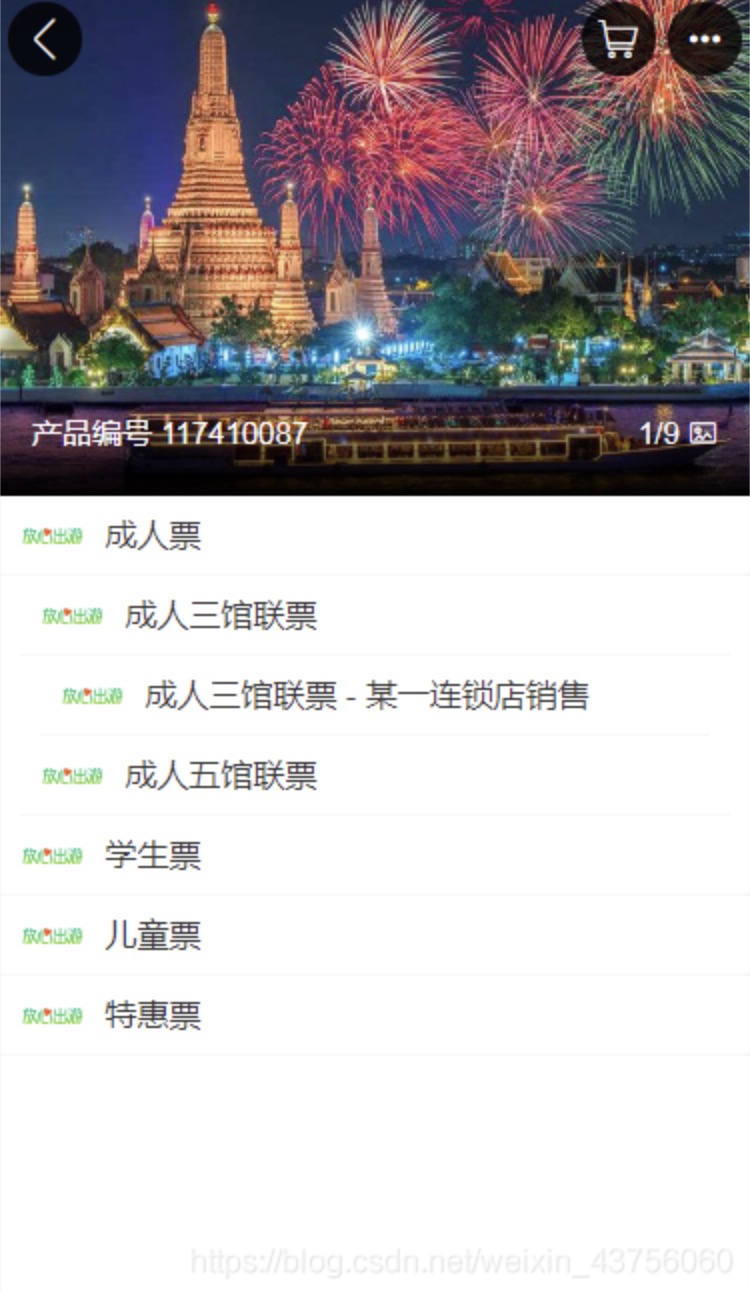 产品编号 117410087
1/9
放心出游 成人票
放心出游 成人三馆联票
放心出游 成人三馆联票 - 某一连锁店销售
放心出游 成人五馆联票
放心出游 学生票
放心出游 儿童票
放心出游 特惠票
https://blog.csdn.net/weixin_43756060